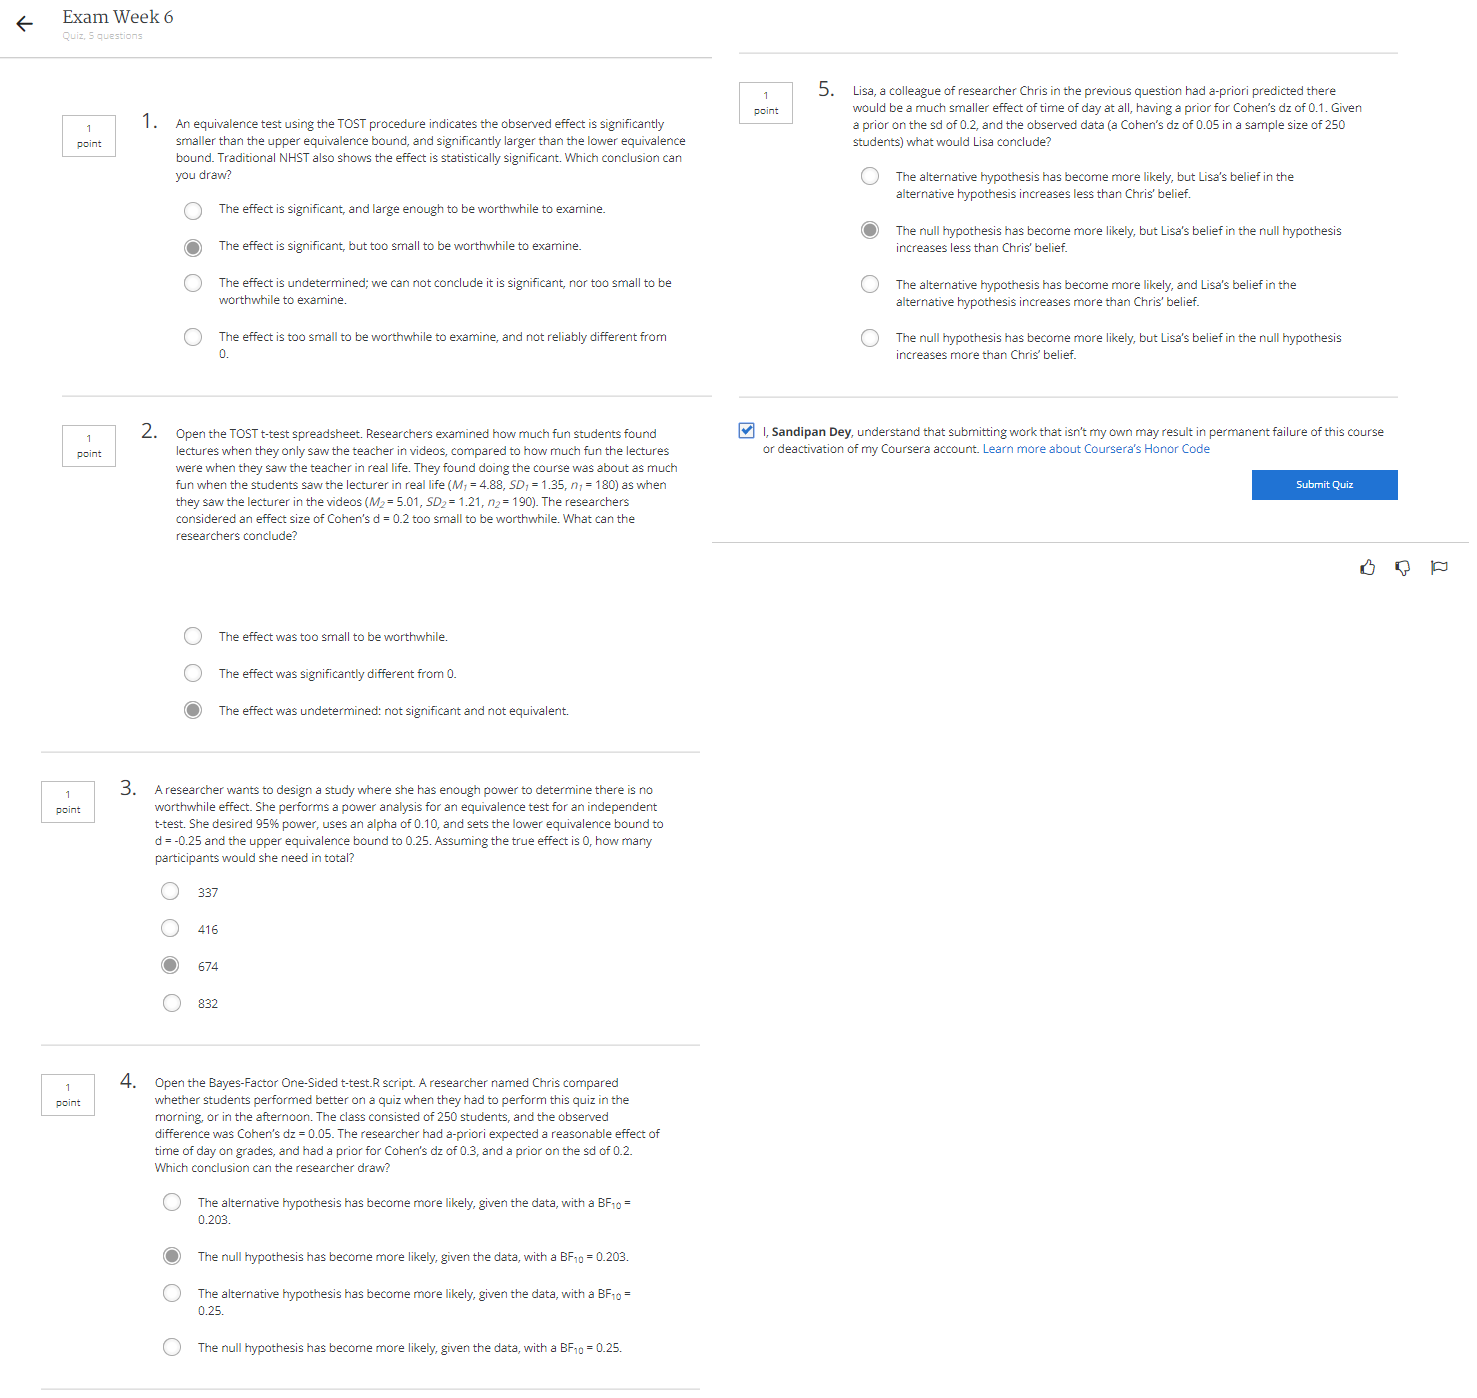 Exam Week 6
Quiz, 5 questions
1
point
1.
An equivalence test using the TOST procedure indicates the observed effect is significantly
smaller than the upper equivalence bound, and significantly larger than the lower equivalence
bound. Traditional NHST also shows the effect is statistically significant. Which conclusion can
you draw?
The effect is significant, and large enough to be worthwhile to examine.
The effect is significant, but too small to be worthwhile to examine.
The effect is undetermined; we can not conclude it is significant, nor too small to be
worthwhile to examine.
The effect is too small to be worthwhile to examine, and not reliably different from
0.
1
point
2.
Open the TOST t-test spreadsheet. Researchers examined how much fun students found
lectures when they only saw the teacher in videos, compared to how much fun the lectures
were when they saw the teacher in real life. They found doing the course was about as much
fun when the students saw the lecturer in real life (M₁ = 4.88, SD₁ = 1.35, n₁ = 180) as when
they saw the lecturer in the videos (M₂ = 5.01, SD₂ = 1.21, n₂ = 190). The researchers
considered an effect size of Cohen's d = 0.2 too small to be worthwhile. What can the
researchers conclude?
The effect was too small to be worthwhile.
The effect was significantly different from 0.
The effect was undetermined: not significant and not equivalent.
1
point
3.
A researcher wants to design a study where she has enough power to determine there is no
worthwhile effect. She performs a power analysis for an equivalence test for an independent
t-test. She desired 95% power, uses an alpha of 0.10, and sets the lower equivalence bound to
d = -0.25 and the upper equivalence bound to 0.25. Assuming the true effect is 0, how many
participants would she need in total?
337
416
674
832
1
point
4.
Open the Bayes-Factor One-Sided t-test.R script. A researcher named Chris compared
whether students performed better on a quiz when they had to perform this quiz in the
morning, or in the afternoon. The class consisted of 250 students, and the observed
difference was Cohen's dz = 0.05. The researcher had a-priori expected a reasonable effect of
time of day on grades, and had a prior for Cohen's dz of 0.3, and a prior on the sd of 0.2.
Which conclusion can the researcher draw?
The alternative hypothesis has become more likely, given the data, with a BF₁₀ =
0.203.
The null hypothesis has become more likely, given the data, with a BF₁₀ = 0.203.
The alternative hypothesis has become more likely, given the data, with a BF₁₀ =
0.25.
The null hypothesis has become more likely, given the data, with a BF₁₀ = 0.25.
1
point
5.
Lisa, a colleague of researcher Chris in the previous question had a-priori predicted there
would be a much smaller effect of time of day at all, having a prior for Cohen's dz of 0.1. Given
a prior on the sd of 0.2, and the observed data (a Cohen's dz of 0.05 in a sample size of 250
students) what would Lisa conclude?
The alternative hypothesis has become more likely, but Lisa's belief in the
alternative hypothesis increases less than Chris' belief.
The null hypothesis has become more likely, but Lisa's belief in the null hypothesis
increases less than Chris' belief.
The alternative hypothesis has become more likely, and Lisa's belief in the
alternative hypothesis increases more than Chris' belief.
The null hypothesis has become more likely, but Lisa's belief in the null hypothesis
increases more than Chris' belief.
I, Sandipan Dey, understand that submitting work that isn't my own may result in permanent failure of this course
or deactivation of my Coursera account. Learn more about Coursera's Honor Code
Submit Quiz